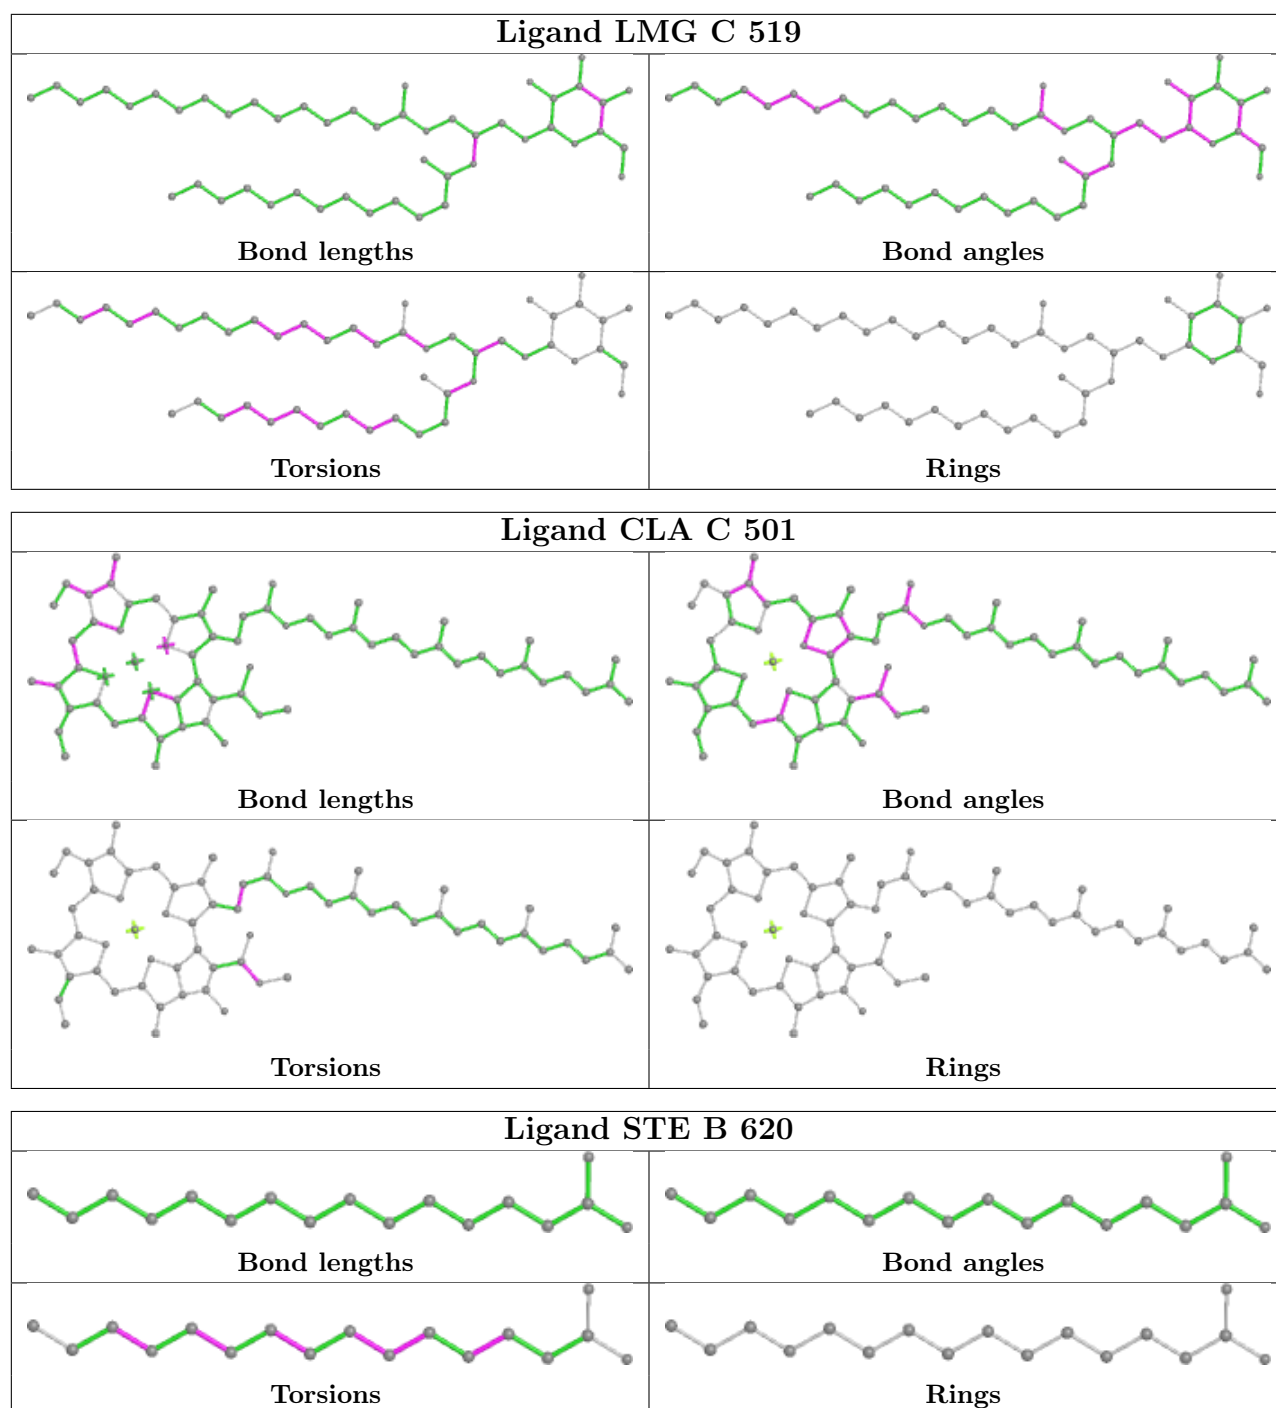 Ligand LMG C 519
Bond lengths
Bond angles
Torsions
Rings
Ligand CLA C 501
Bond lengths
Bond angles
Torsions
Rings
Ligand STE B 620
Bond lengths
Bond angles
Torsions
Rings